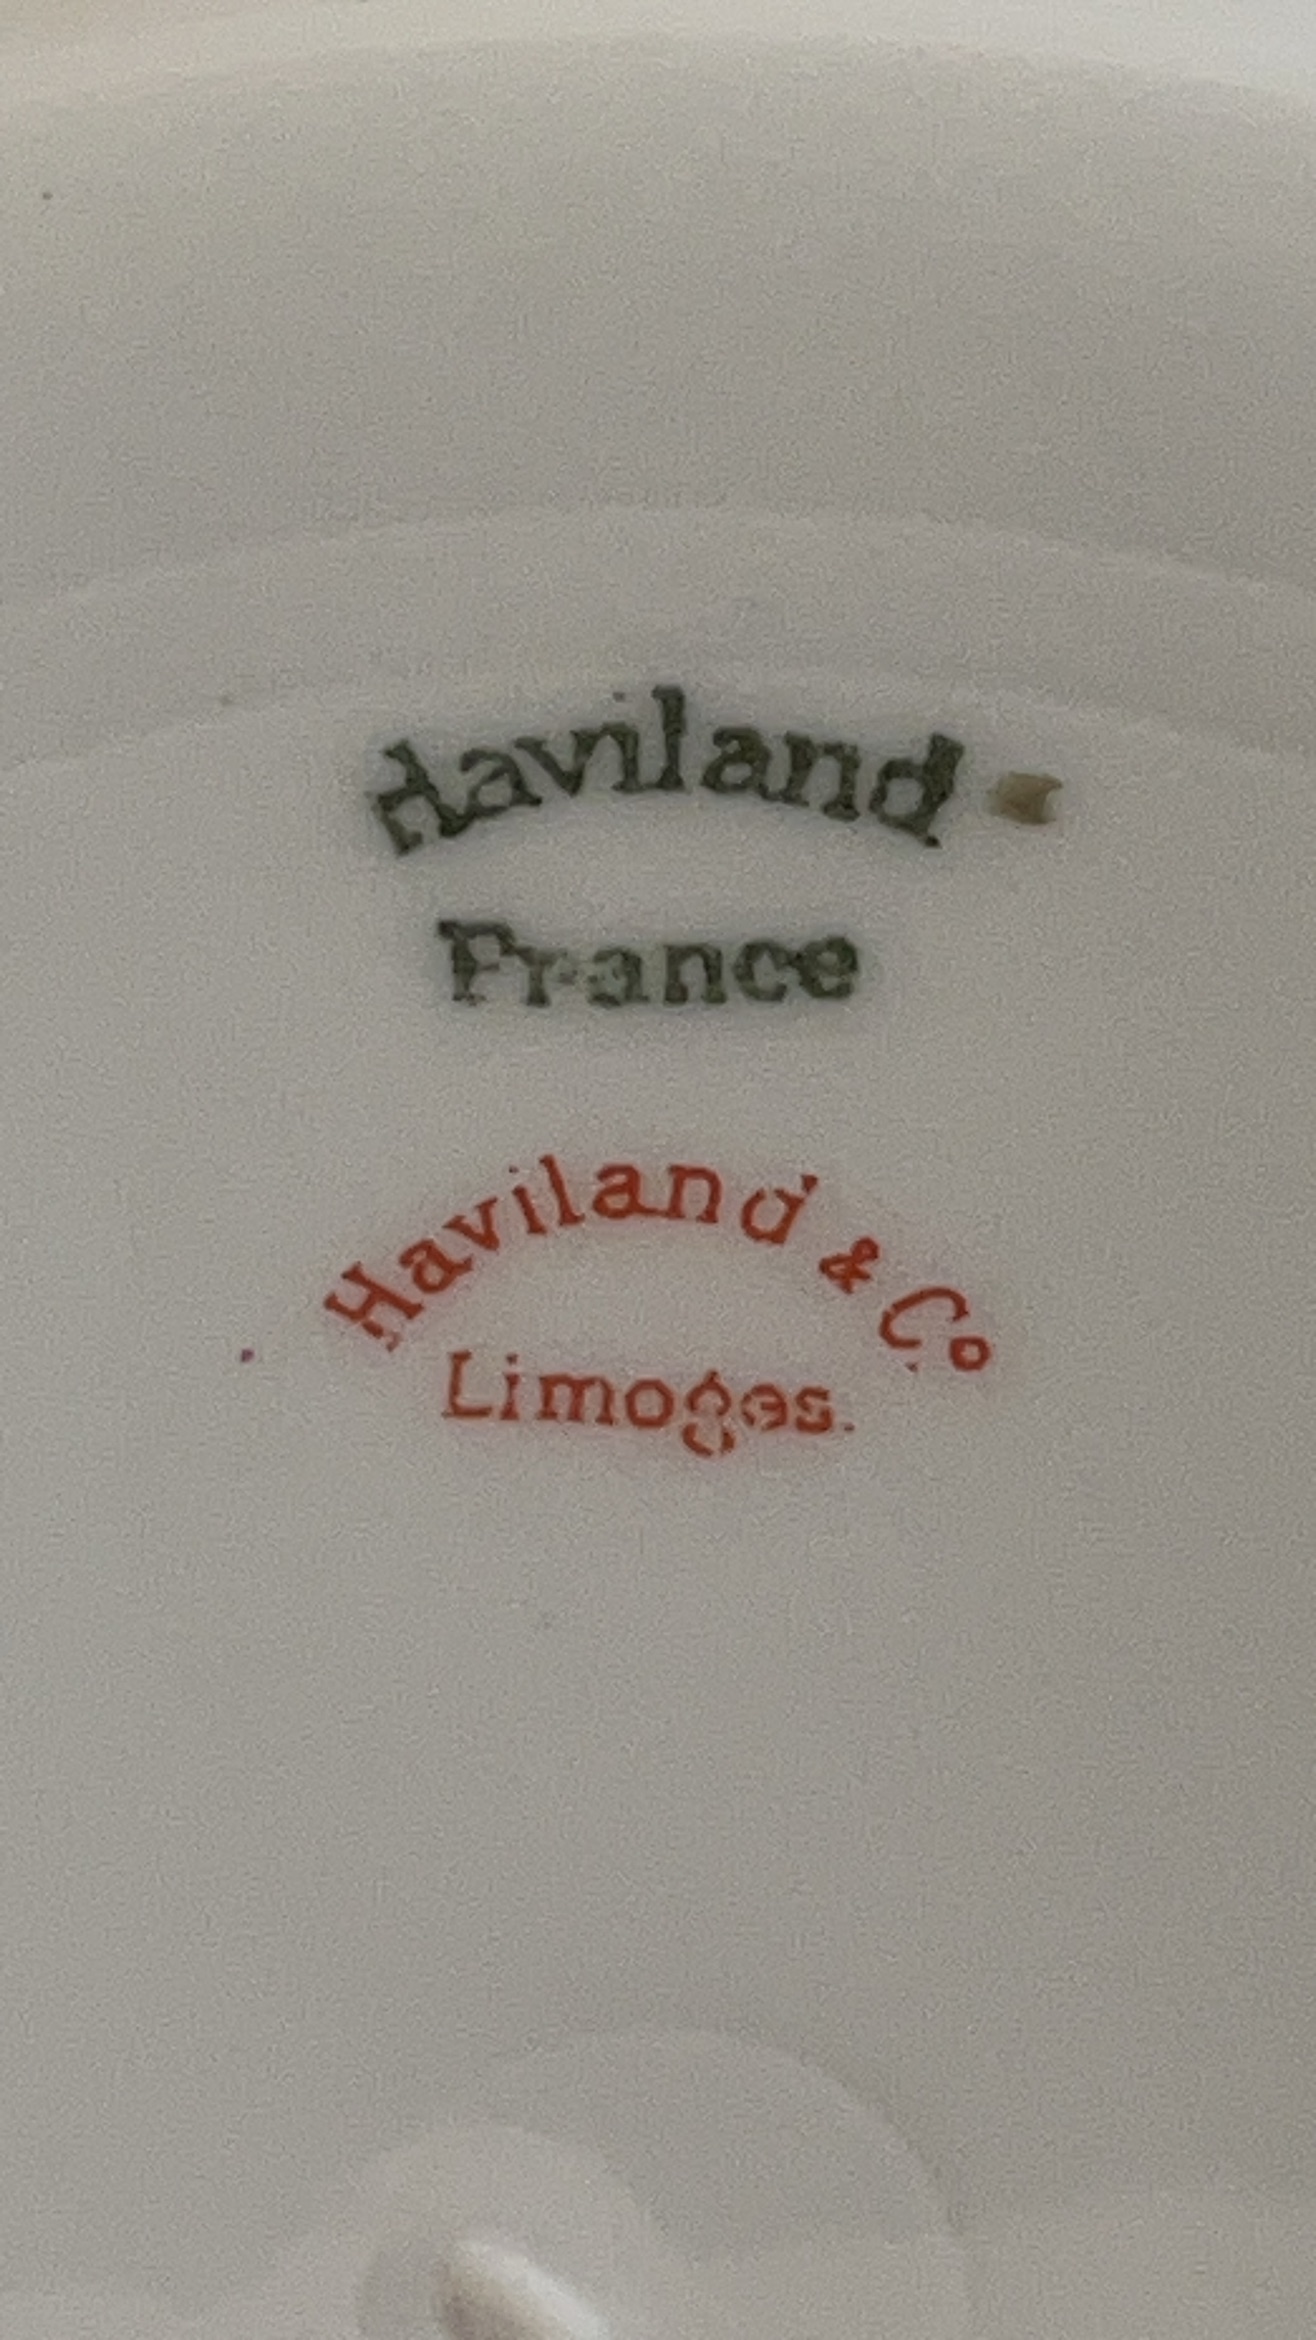 Haviland
France
Haviland & Co
Limoges.